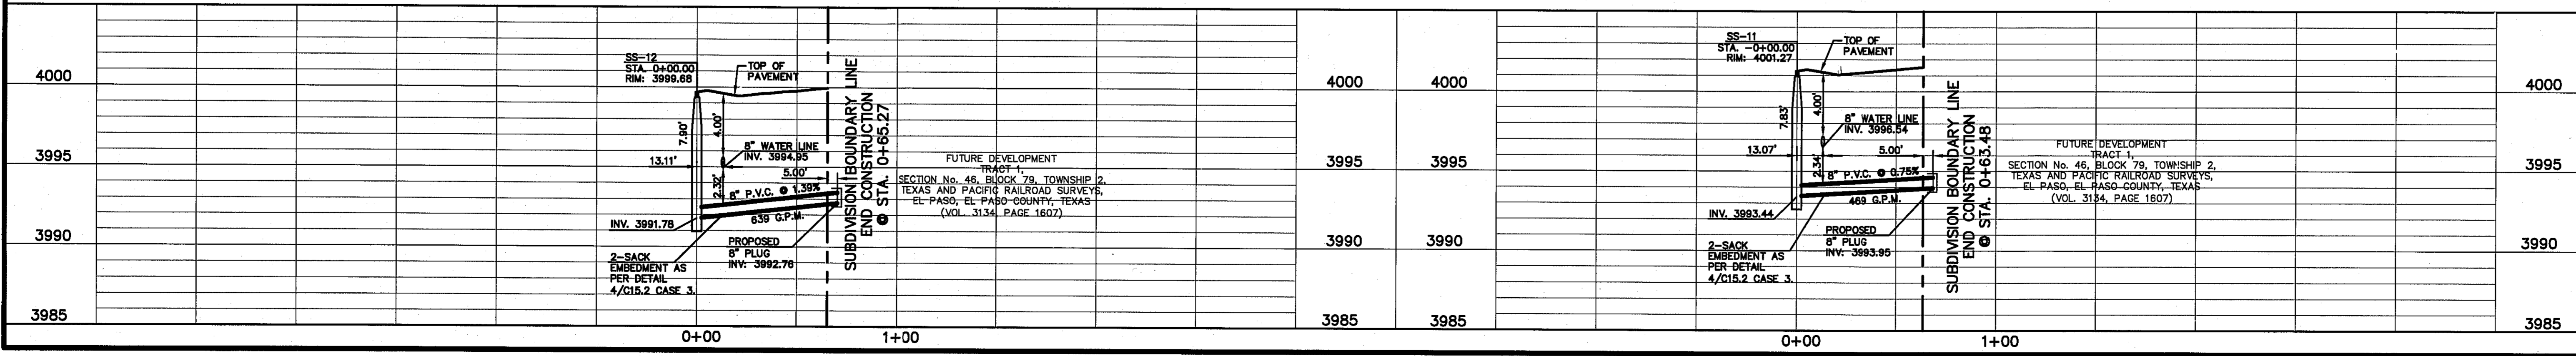 4000
3995
3990
3985
SS-12
STA. 0+00.00
RIM: 3999.68
TOP OF
PAVEMENT
7.90'
4.00'
8" WATER LINE
INV. 3994.95
13.11'
5.00'
2.32'
8" P.V.C. @ 1.39%
639 G.P.M.
INV. 3991.78
2-SACK
EMBEDMENT AS
PER DETAIL
4/C15.2 CASE 3.
PROPOSED
8" PLUG
INV: 3992.76
SUBDIVISION BOUNDARY LINE
END CONSTRUCTION
@ STA. 0+65.27
FUTURE DEVELOPMENT
TRACT 1,
SECTION No. 46, BLOCK 79, TOWNSHIP 2,
TEXAS AND PACIFIC RAILROAD SURVEYS,
EL PASO, EL PASO COUNTY, TEXAS
(VOL. 3134, PAGE 1607)
0+00
1+00
4000
3995
3990
3985
4000
3995
3990
3985
SS-11
STA. -0+00.00
RIM: 4001.27
TOP OF
PAVEMENT
7.83'
4.00'
8" WATER LINE
INV. 3996.54
13.07'
5.00'
2.34'
8" P.V.C. @ 0.75%
469 G.P.M.
INV. 3993.44
2-SACK
EMBEDMENT AS
PER DETAIL
4/C15.2 CASE 3.
PROPOSED
8" PLUG
INV: 3993.95
SUBDIVISION BOUNDARY LINE
END CONSTRUCTION
@ STA. 0+63.48
FUTURE DEVELOPMENT
TRACT 1,
SECTION No. 46, BLOCK 79, TOWNSHIP 2,
TEXAS AND PACIFIC RAILROAD SURVEYS,
EL PASO, EL PASO COUNTY, TEXAS
(VOL. 3134, PAGE 1607)
0+00
1+00
4000
3995
3990
3985